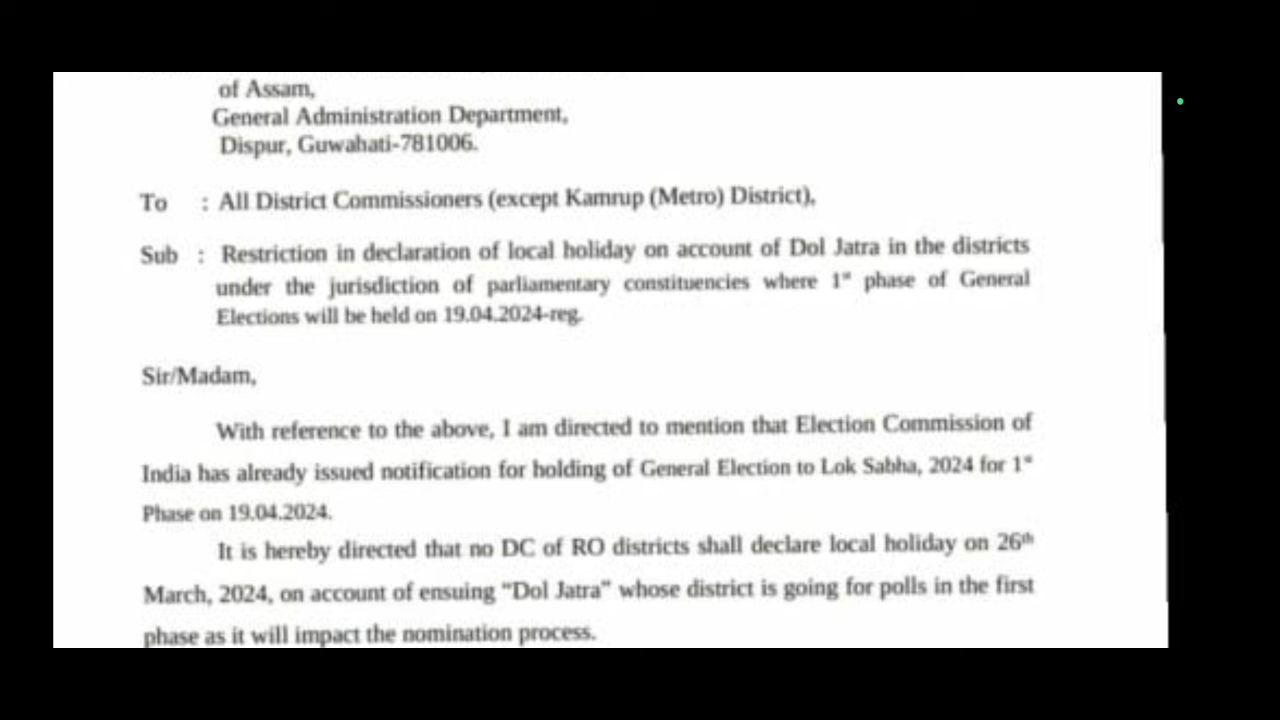 of Assam,
General Administration Department,
Dispur, Guwahati-781006.
To : All District Commissioners (except Kamrup (Metro) District),
Sub : Restriction in declaration of local holiday on account of Dol Jatra in the districts
under the jurisdiction of parliamentary constituencies where 1st phase of General
Elections will be held on 19.04.2024-reg.
Sir/Madam,
With reference to the above, I am directed to mention that Election Commission of
India has already issued notification for holding of General Election to Lok Sabha, 2024 for 1st
Phase on 19.04.2024.
It is hereby directed that no DC of RO districts shall declare local holiday on 26th
March, 2024, on account of ensuing “Dol Jatra” whose district is going for polls in the first
phase as it will impact the nomination process.